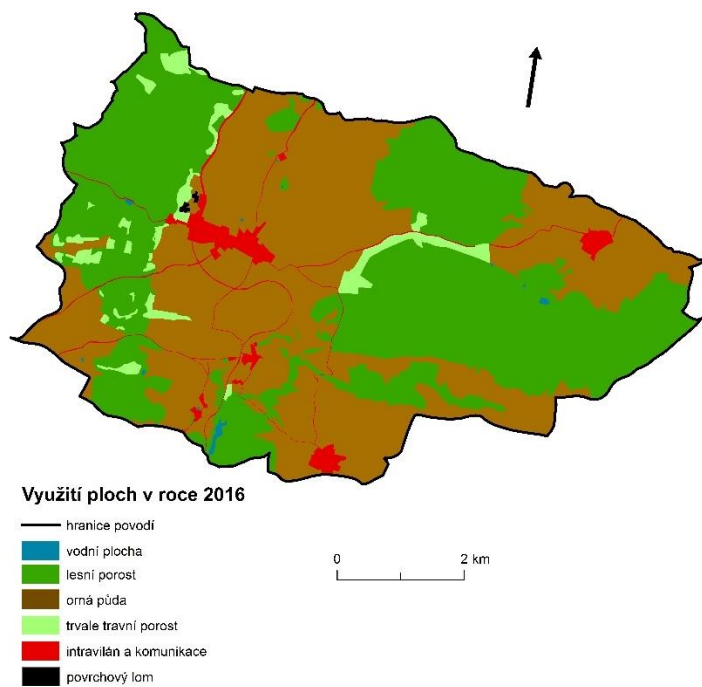 Využití ploch v roce 2016
hranice povodí
vodní plocha
lesní porost
orná půda
trvale travní porost
intravilán a komunikace
povrchový lom
0 2 km